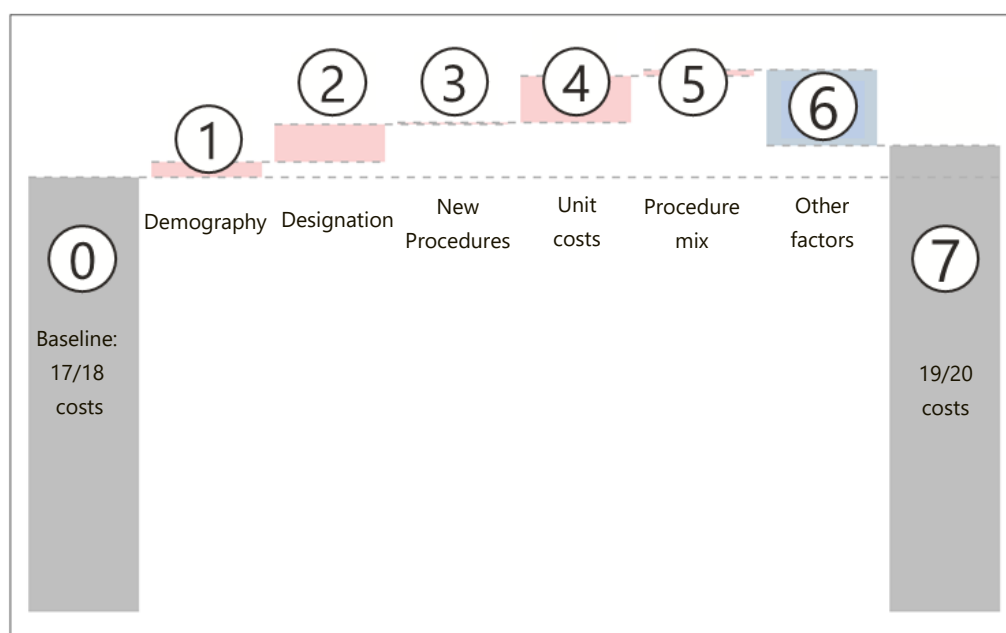 0
Baseline:
17/18
costs
1
Demography
2
Designation
3
New
Procedures
4
Unit
costs
5
Procedure
mix
6
Other
factors
7
19/20
costs